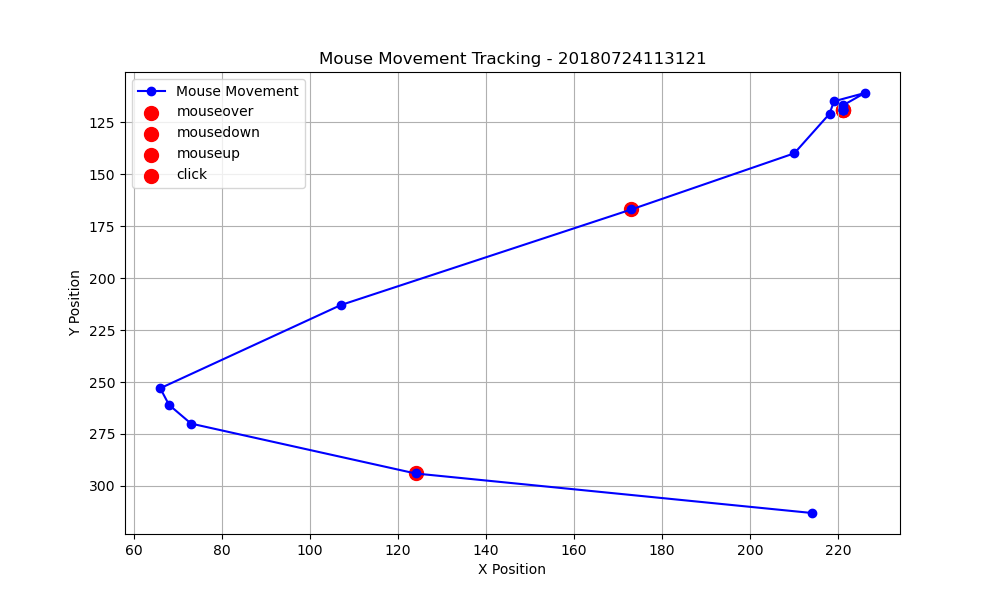 Mouse Movement Tracking - 20180724113121
Mouse Movement
mouseover
mousedown
mouseup
click
Y Position
125
150
175
200
225
250
275
300
60 80 100 120 140 160 180 200 220
X Position